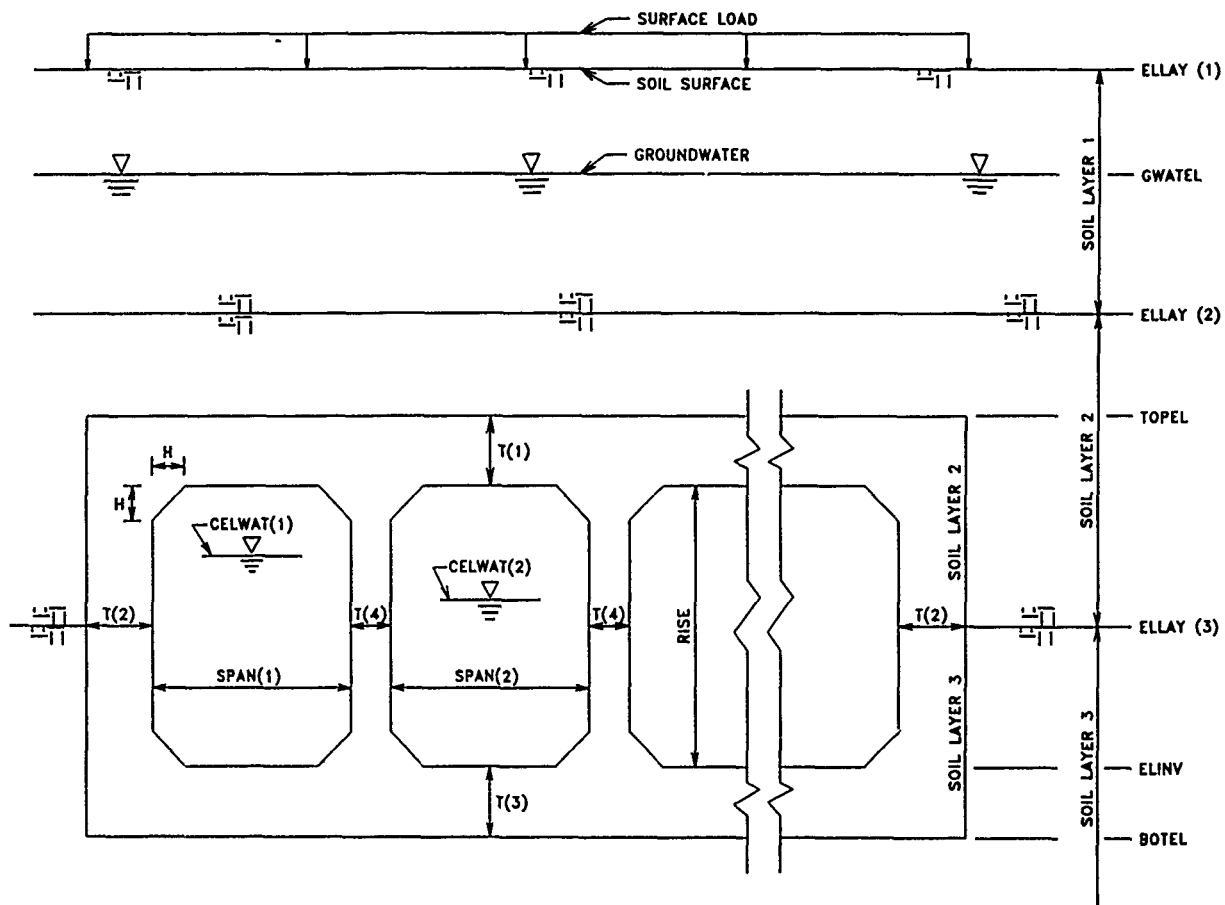 SURFACE LOAD
ELLAY (1)
SOIL SURFACE
GROUNDWATER
GWATEL
SOIL LAYER 1
ELLAY (2)
TOPEL
T(1)
H
H
SOIL LAYER 2
SOIL LAYER 2
CELWAT(1)
CELWAT(2)
T(2)
T(4)
T(4)
RISE
T(2)
ELLAY (3)
SPAN(1)
SPAN(2)
SOIL LAYER 3
SOIL LAYER 3
ELINV
T(3)
BOTEL